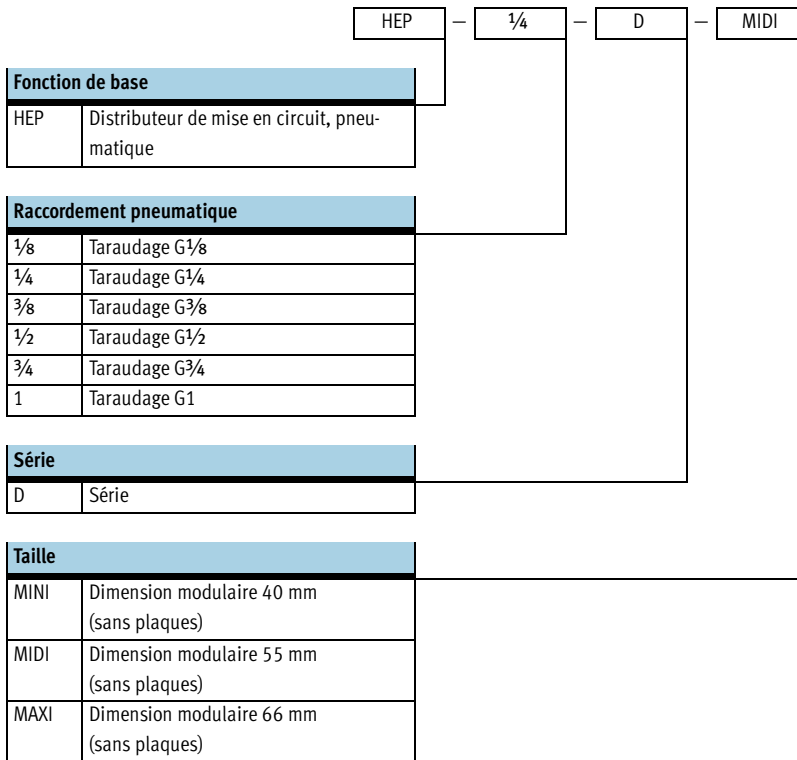 HEP – ¼ – D – MIDI
Fonction de base
HEP Distributeur de mise en circuit, pneu-
matique
Raccordement pneumatique
⅛ Taraudage G⅛
¼ Taraudage G¼
⅜ Taraudage G⅜
½ Taraudage G½
¾ Taraudage G¾
1 Taraudage G1
Série
D Série
Taille
MINI Dimension modulaire 40 mm
(sans plaques)
MIDI Dimension modulaire 55 mm
(sans plaques)
MAXI Dimension modulaire 66 mm
(sans plaques)